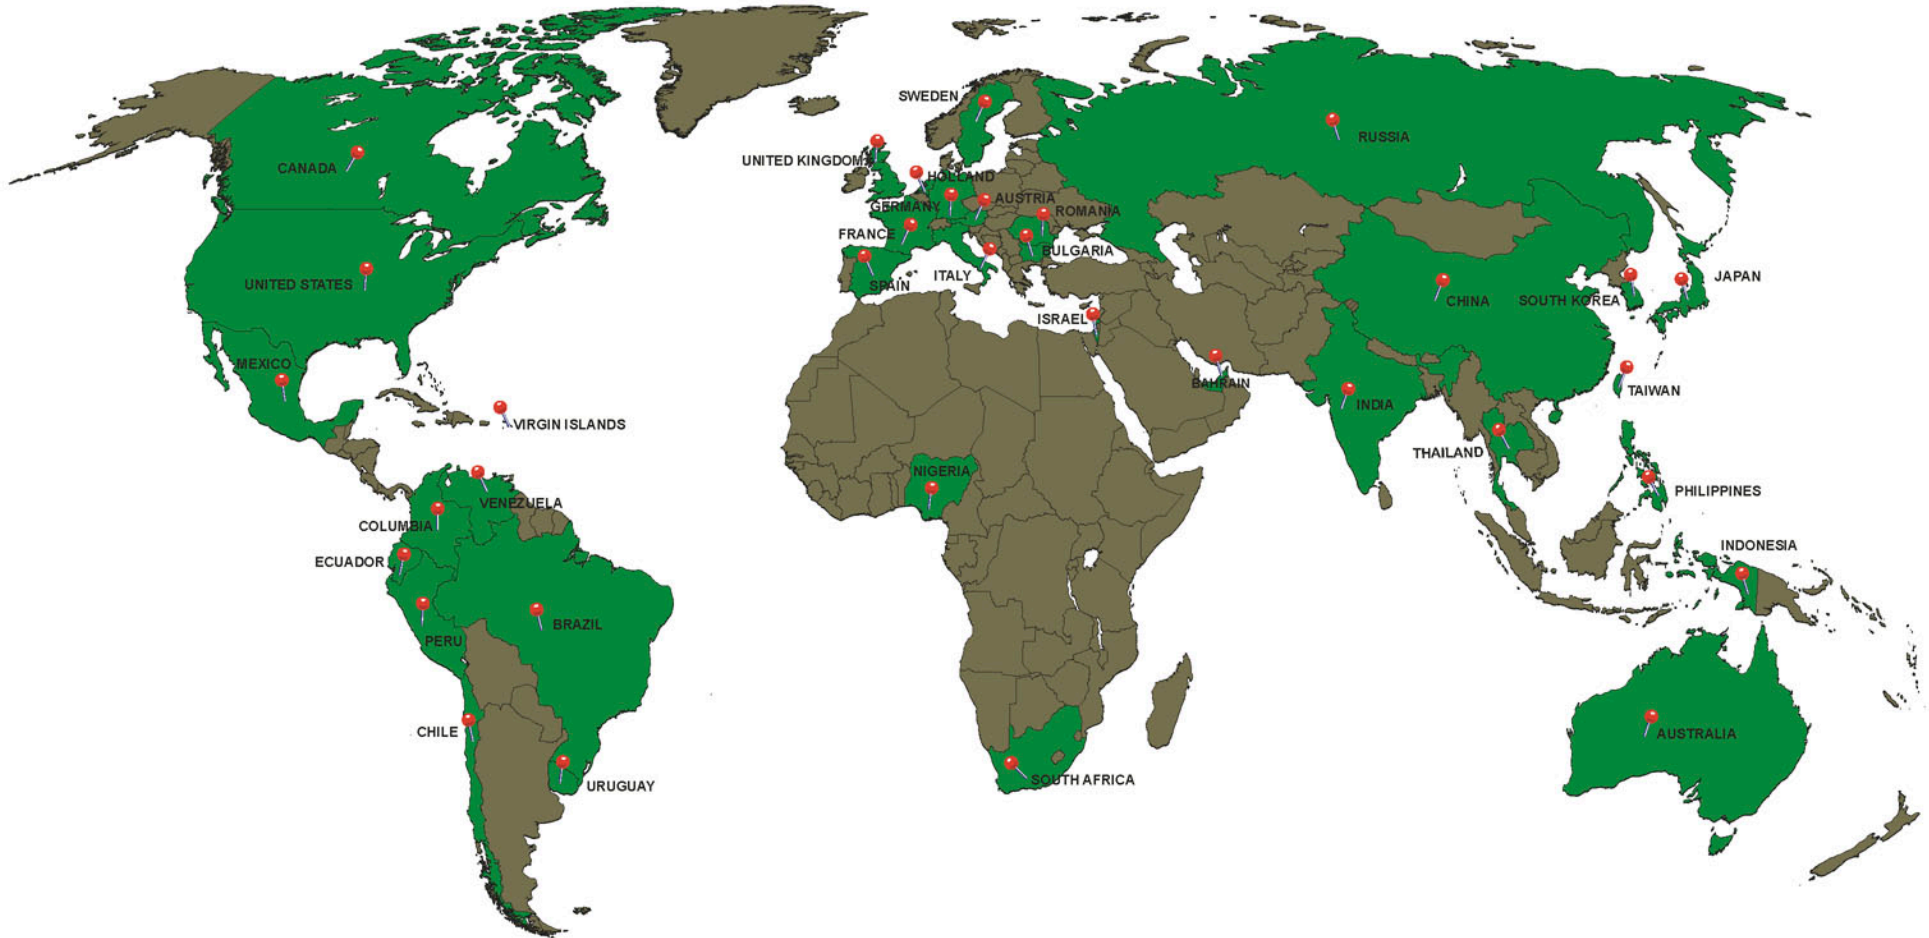 SWEDEN
RUSSIA
UNITED KINGDOM
CANADA
HOLLAND
GERMANY
AUSTRIA
ROMANIA
FRANCE
BULGARIA
ITALY
SPAIN
UNITED STATES
CHINA
SOUTH KOREA
JAPAN
ISRAEL
MEXICO
BAHRAIN
INDIA
TAIWAN
VIRGIN ISLANDS
THAILAND
NIGERIA
PHILIPPINES
VENEZUELA
COLUMBIA
INDONESIA
ECUADOR
BRAZIL
PERU
CHILE
AUSTRALIA
SOUTH AFRICA
URUGUAY